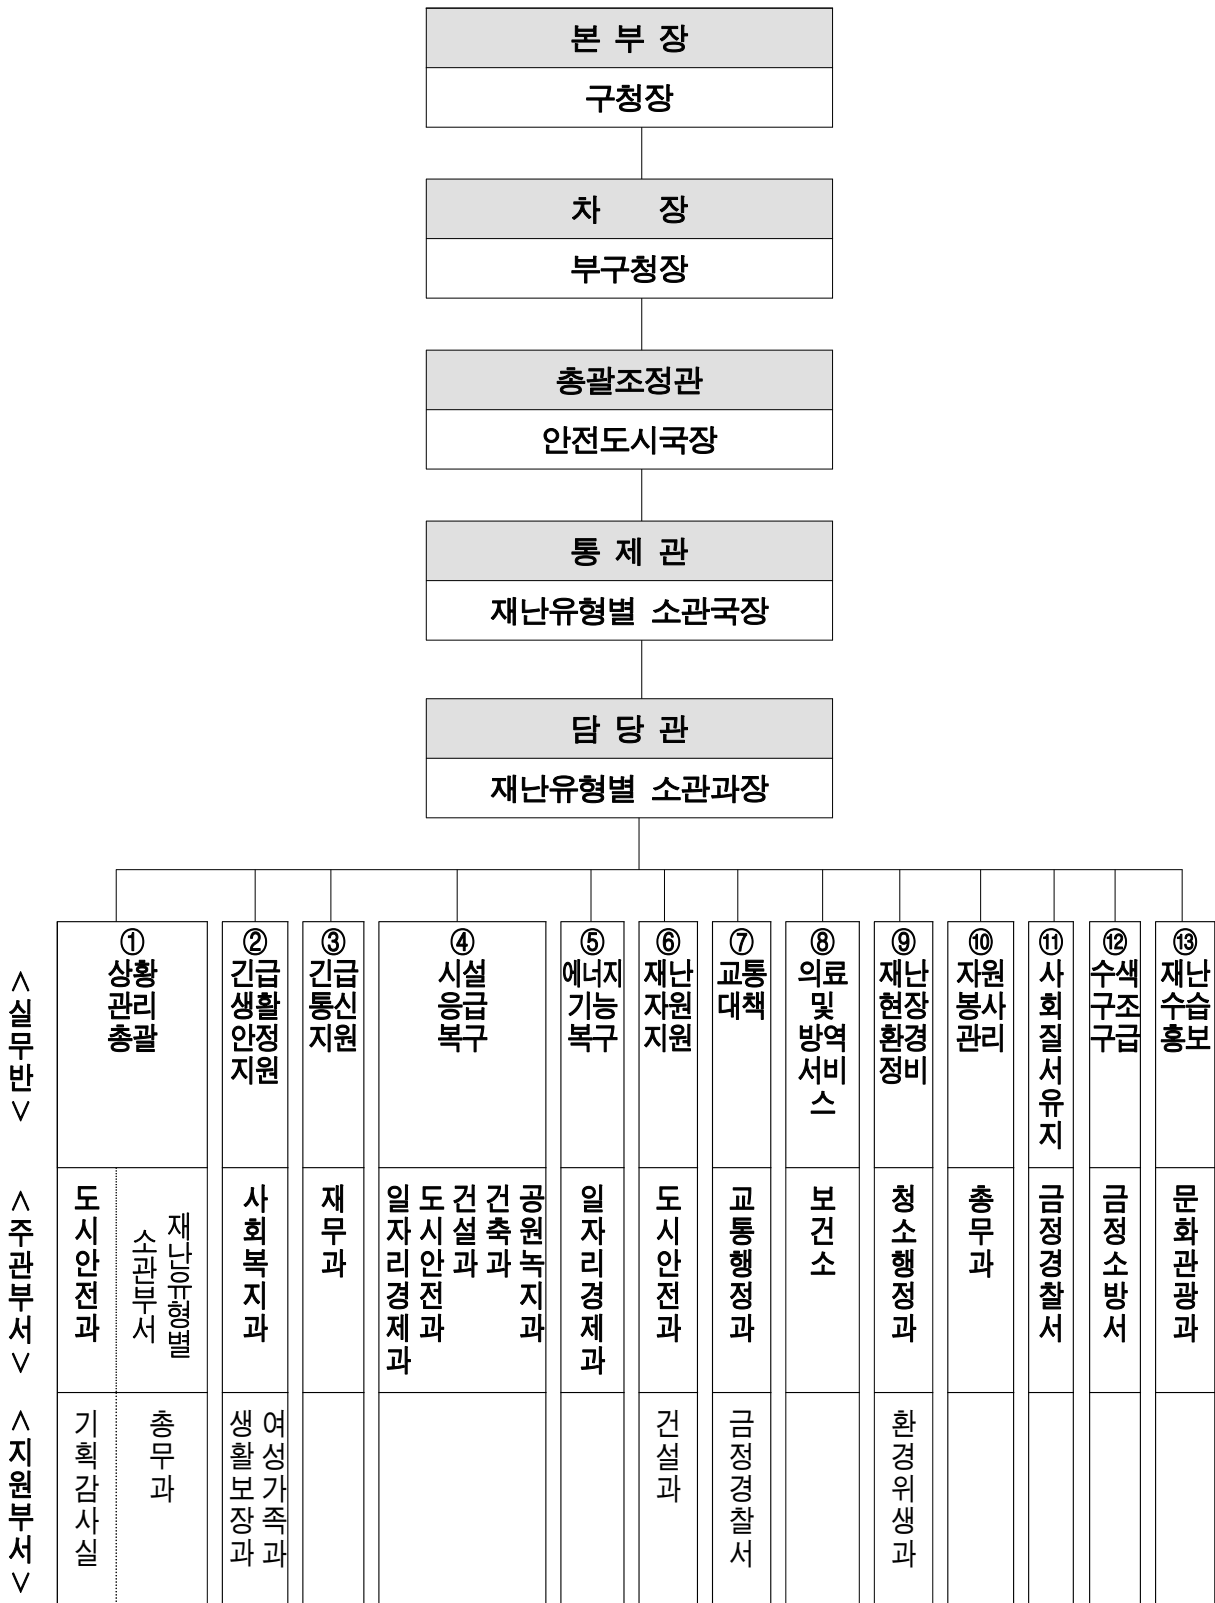 본 부 장
구청장
차 장
부구청장
총괄조정관
안전도시국장
통 제 관
재난유형별 소관국장
담 당 관
재난유형별 소관과장
<실무반>
①
상황
관리
총괄
②
긴급
생활
안정
지원
③
긴급
통신
지원
④
시설
응급
복구
⑤
에너지
기능
복구
⑥
재난
자원
지원
⑦
교통
대책
⑧
의료
및
방역
서비
스
⑨
재난
현장
환경
정비
⑩
자원
봉사
관리
⑪
사
회
질
서
유
지
⑫
수색
구조
구급
⑬
재난
수습
홍보
<주관부서>
도시안전과
재난유형별
소관부서
사회복지과
재무과
일자리경제과
도시안전과
건설과
건축과
공원녹지과
일자리경제과
도시안전과
교통행정과
보건소
청소행정과
총무과
금정경찰서
금정소방서
문화관광과
<지원부서>
기획감사실
총무과
생활보장과
여성가족과
건설과
금정경찰서
환경위생과